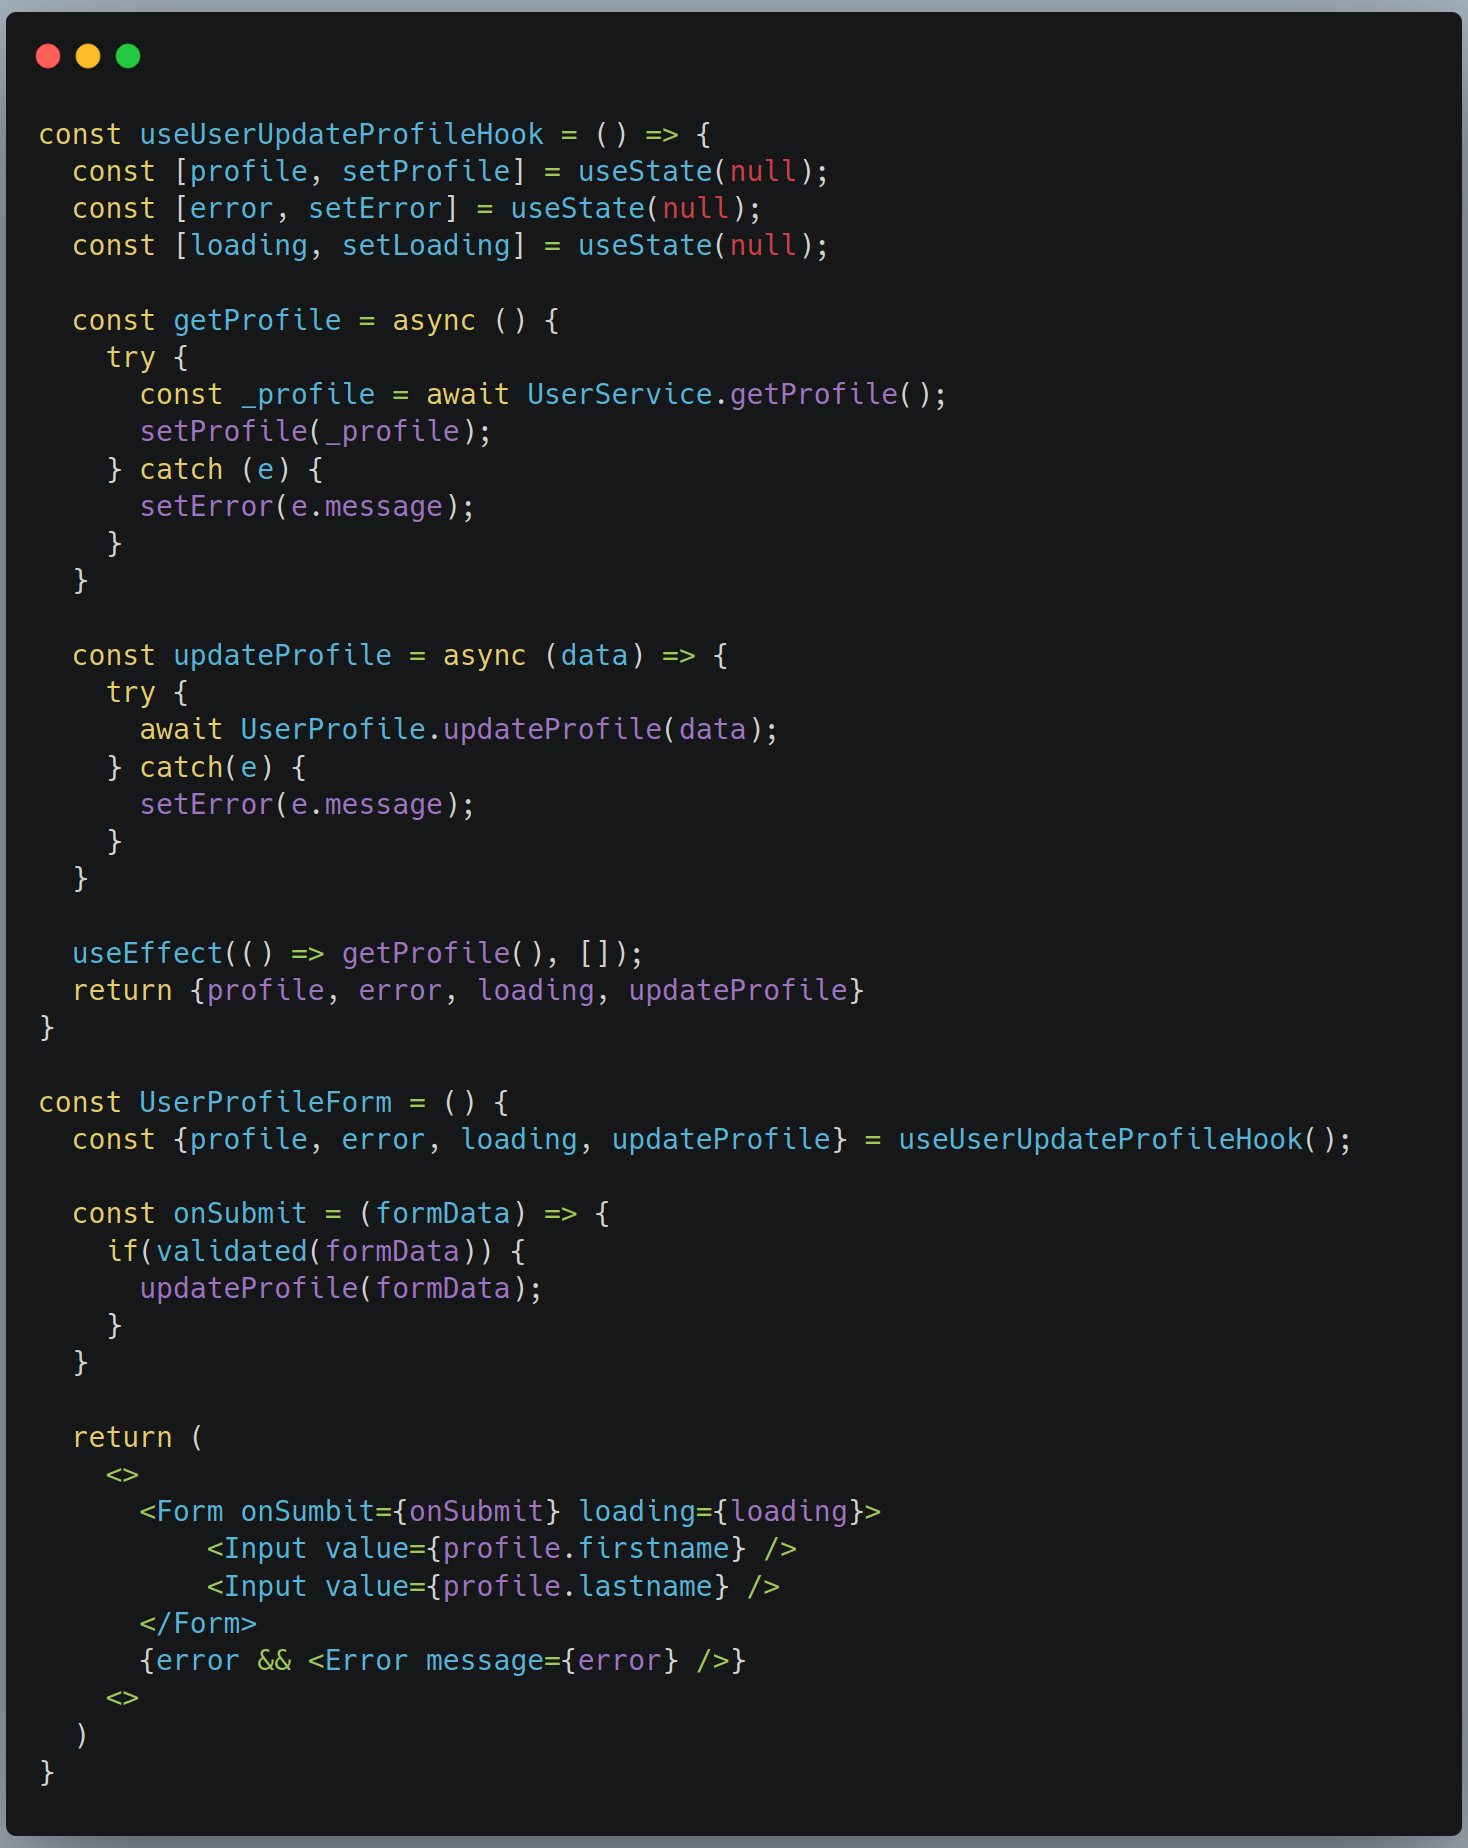 const useUserUpdateProfileHook = () => {
  const [profile, setProfile] = useState(null);
  const [error, setError] = useState(null);
  const [loading, setLoading] = useState(null);

  const getProfile = async () {
    try {
      const _profile = await UserService.getProfile();
      setProfile(_profile);
    } catch (e) {
      setError(e.message);
    }
  }

  const updateProfile = async (data) => {
    try {
      await UserProfile.updateProfile(data);
    } catch(e) {
      setError(e.message);
    }
  }

  useEffect(() => getProfile(), []);
  return {profile, error, loading, updateProfile}
}

const UserProfileForm = () {
  const {profile, error, loading, updateProfile} = useUserUpdateProfileHook();

  const onSubmit = (formData) => {
    if(validated(formData)) {
      updateProfile(formData);
    }
  }

  return (
    <>
      <Form onSumbit={onSubmit} loading={loading}>
          <Input value={profile.firstname} />
          <Input value={profile.lastname} />
      </Form>
      {error && <Error message={error} />}
    <>
  )
}